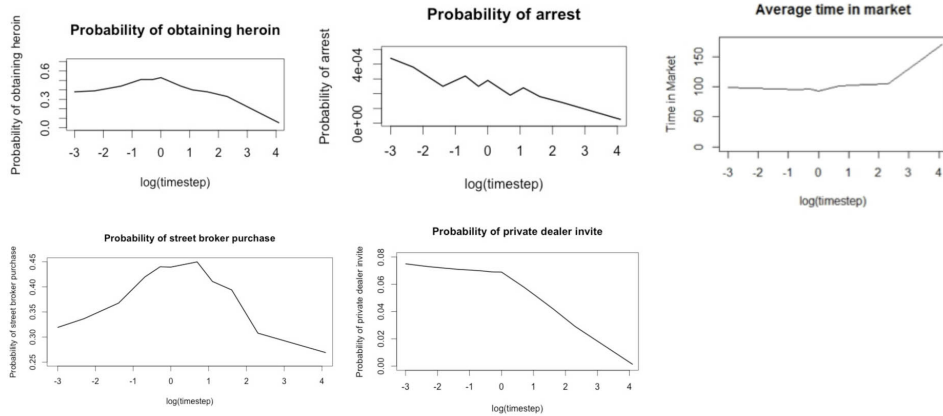 Probability of obtaining heroin
Probability of obtaining heroin
0.0 0.3 0.6
-3 -2 -1 0 1 2 3 4
log(timestep)
Probability of arrest
Probability of arrest
0e+00 4e-04
-3 -2 -1 0 1 2 3 4
log(timestep)
Average time in market
Time in Market
0 50 100 150
-3 -2 -1 0 1 2 3 4
log(timestep)
Probability of street broker purchase
Probability of street broker purchase
0.25 0.30 0.35 0.45
-3 -2 -1 0 1 2 3 4
log(timestep)
Probability of private dealer invite
Probability of private dealer invite
0.00 0.02 0.04 0.06 0.08
-3 -2 -1 0 1 2 3 4
log(timestep)